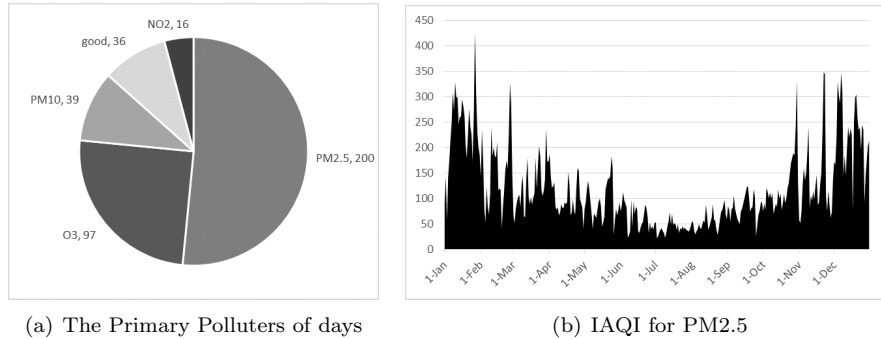 NO2, 16
good, 36
PM10, 39
PM2.5, 200
O3, 97
(a) The Primary Polluters of days
450
400
350
300
250
200
150
100
50
0
1-Jan
1-Feb
1-Mar
1-Apr
1-May
1-Jun
1-Jul
1-Aug
1-Sep
1-Oct
1-Nov
1-Dec
(b) IAQI for PM2.5